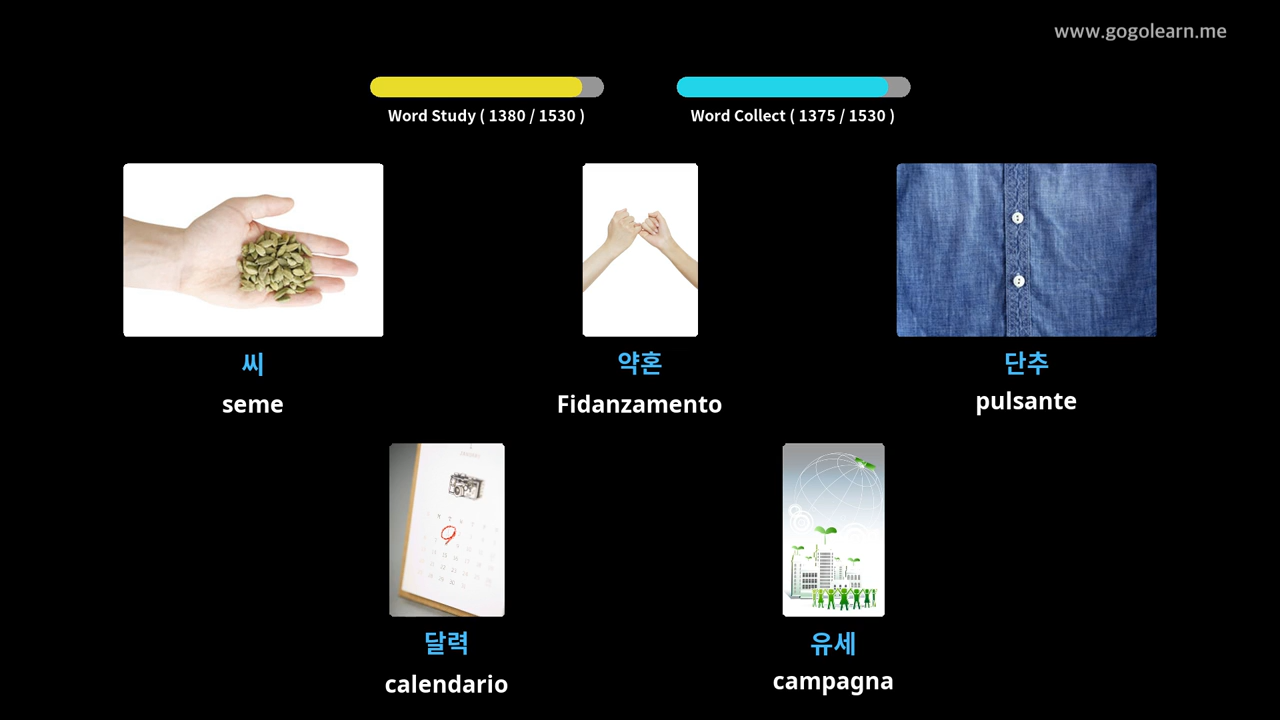 www.gogolearn.me
Word Study ( 1380 / 1530 )
Word Collect ( 1375 / 1530 )
씨
seme
약혼
Fidanzamento
단추
pulsante
달력
calendario
유세
campagna